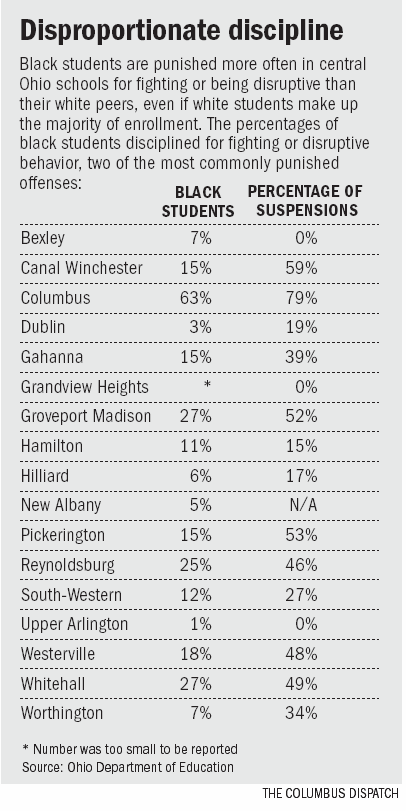 Disproportionate discipline
Black students are punished more often in central
Ohio schools for fighting or being disruptive than
their white peers, even if white students make up
the majority of enrollment. The percentages of
black students disciplined for fighting or disruptive
behavior, two of the most commonly punished
offenses:
BLACK STUDENTS PERCENTAGE OF SUSPENSIONS
Bexley 7% 0%
Canal Winchester 15% 59%
Columbus 63% 79%
Dublin 3% 19%
Gahanna 15% 39%
Grandview Heights * 0%
Groveport Madison 27% 52%
Hamilton 11% 15%
Hilliard 6% 17%
New Albany 5% N/A
Pickerington 15% 53%
Reynoldsburg 25% 46%
South-Western 12% 27%
Upper Arlington 1% 0%
Westerville 18% 48%
Whitehall 27% 49%
Worthington 7% 34%
* Number was too small to be reported
Source: Ohio Department of Education
THE COLUMBUS DISPATCH